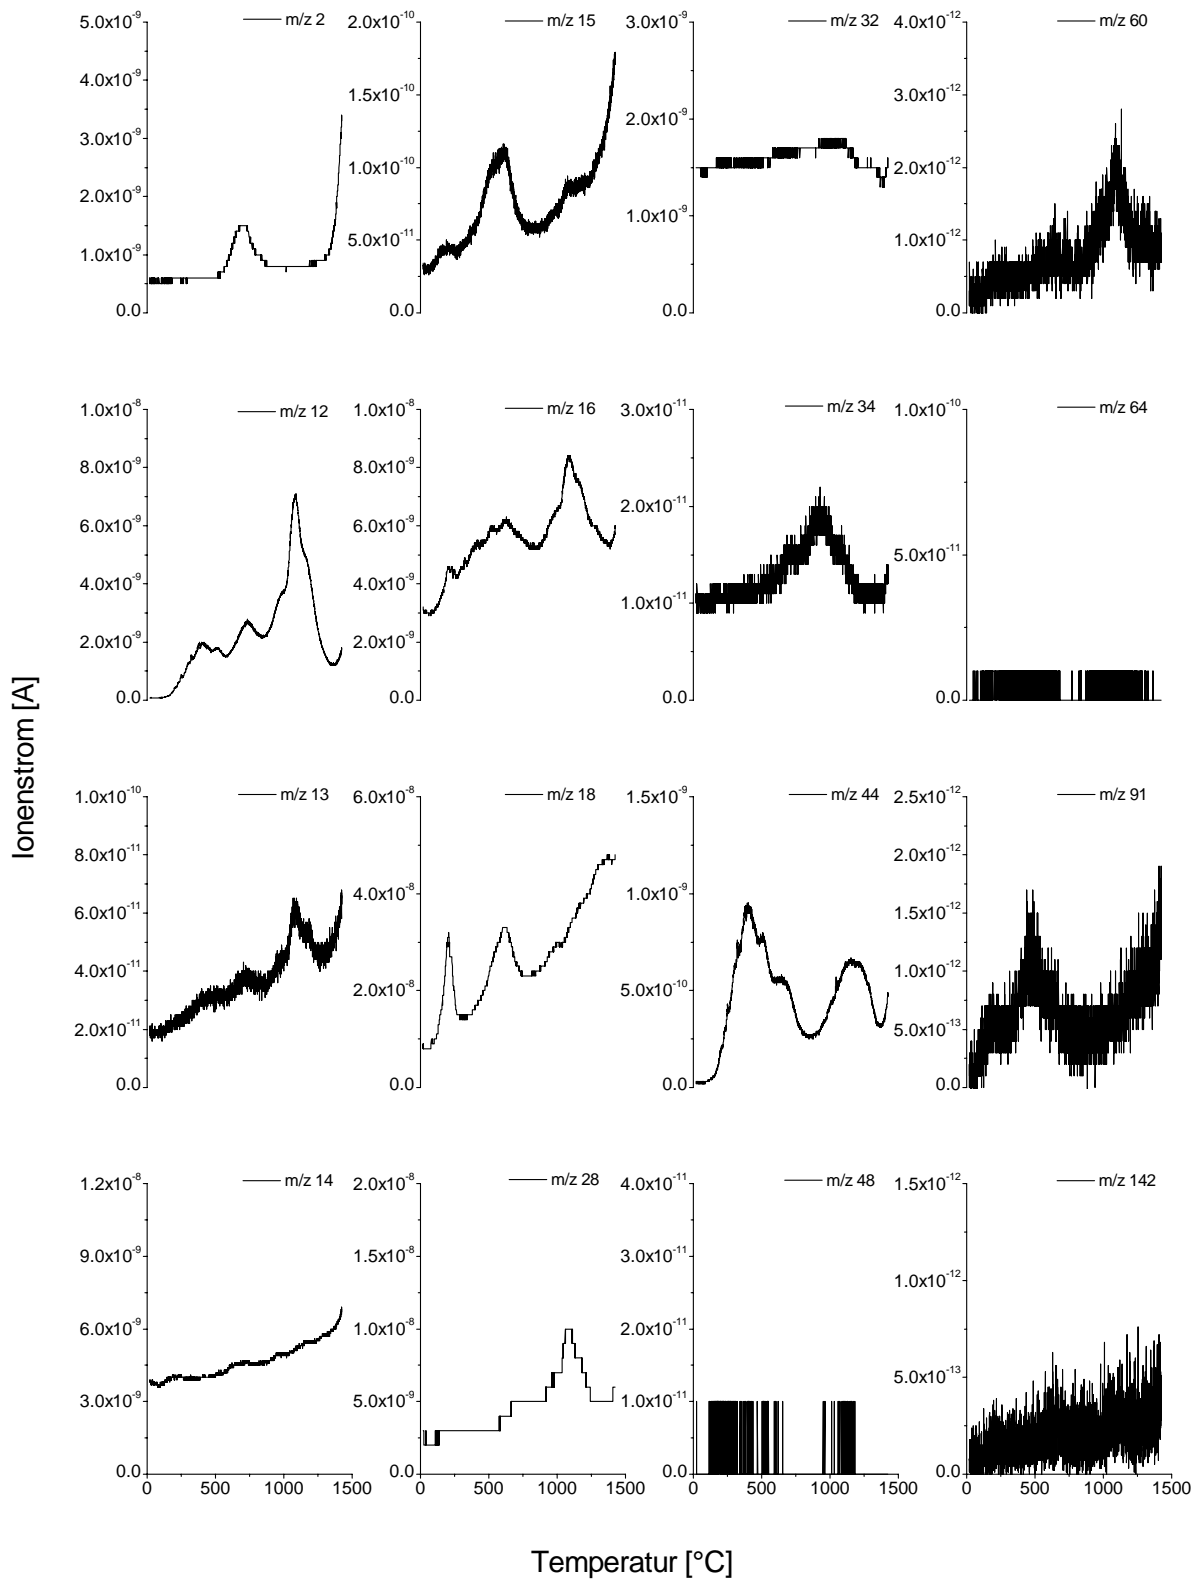 Ionenstrom [A]
m/z 2
5.0x10⁻⁹
4.0x10⁻⁹
3.0x10⁻⁹
2.0x10⁻⁹
1.0x10⁻⁹
0.0
m/z 15
2.0x10⁻¹⁰
1.5x10⁻¹⁰
1.0x10⁻¹⁰
5.0x10⁻¹¹
0.0
m/z 32
3.0x10⁻⁹
2.0x10⁻⁹
1.0x10⁻⁹
0.0
m/z 60
4.0x10⁻¹²
3.0x10⁻¹²
2.0x10⁻¹²
1.0x10⁻¹²
0.0
m/z 12
1.0x10⁻⁸
8.0x10⁻⁹
6.0x10⁻⁹
4.0x10⁻⁹
2.0x10⁻⁹
0.0
m/z 16
1.0x10⁻⁸
8.0x10⁻⁹
6.0x10⁻⁹
4.0x10⁻⁹
2.0x10⁻⁹
0.0
m/z 34
3.0x10⁻¹¹
2.0x10⁻¹¹
1.0x10⁻¹¹
0.0
m/z 64
1.0x10⁻¹⁰
5.0x10⁻¹¹
0.0
m/z 13
1.0x10⁻¹⁰
8.0x10⁻¹¹
6.0x10⁻¹¹
4.0x10⁻¹¹
2.0x10⁻¹¹
0.0
m/z 18
6.0x10⁻⁸
4.0x10⁻⁸
2.0x10⁻⁸
0.0
m/z 44
1.5x10⁻⁹
1.0x10⁻⁹
5.0x10⁻¹⁰
0.0
m/z 91
2.5x10⁻¹²
2.0x10⁻¹²
1.5x10⁻¹²
1.0x10⁻¹²
5.0x10⁻¹³
0.0
m/z 14
1.2x10⁻⁸
9.0x10⁻⁹
6.0x10⁻⁹
3.0x10⁻⁹
0.0
0 500 1000 1500
m/z 28
2.0x10⁻⁸
1.5x10⁻⁸
1.0x10⁻⁸
5.0x10⁻⁹
0.0
0 500 1000 1500
m/z 48
4.0x10⁻¹¹
3.0x10⁻¹¹
2.0x10⁻¹¹
1.0x10⁻¹¹
0.0
0 500 1000 1500
m/z 142
1.5x10⁻¹²
1.0x10⁻¹²
5.0x10⁻¹³
0.0
0 500 1000 1500
Temperatur [°C]